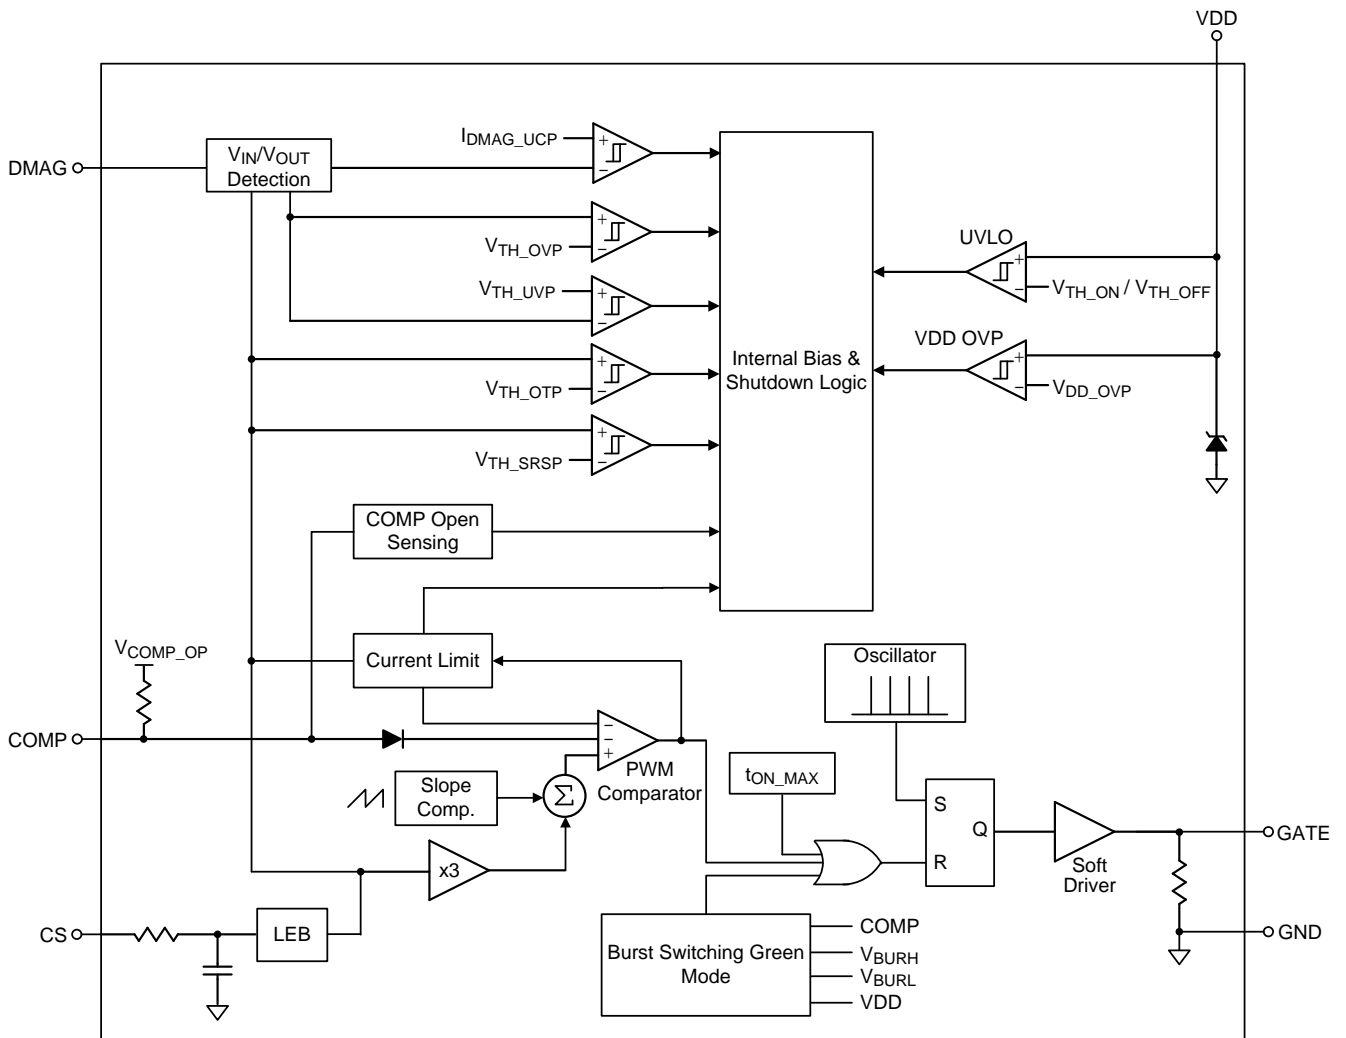 VDD
DMAG
VIN/VOUT
Detection
IDMAG_UCP
+
−
+
VTH_OVP
−
VTH_UVP
+
−
+
VTH_OTP
−
+
VTH_SRSP
−
Internal Bias &
Shutdown Logic
UVLO
+
−
VTH_ON / VTH_OFF
VDD OVP
+
−
VDD_OVP
COMP Open
Sensing
VCOMP_OP
Current Limit
COMP
−
−
+
PWM
Comparator
Slope
Comp.
Σ
x3
CS
LEB
Oscillator
tON_MAX
S
Q
R
Soft
Driver
GATE
GND
Burst Switching Green
Mode
COMP
VBURH
VBURL
VDD